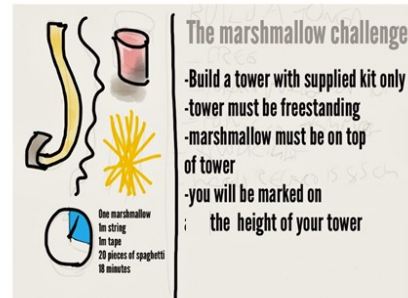 The marshmallow challenge
-Build a tower with supplied kit only
-tower must be freestanding
-marshmallow must be on top
of tower
-you will be marked on
the height of your tower
One marshmallow
1m string
1m tape
20 pieces of spaghetti
18 minutes